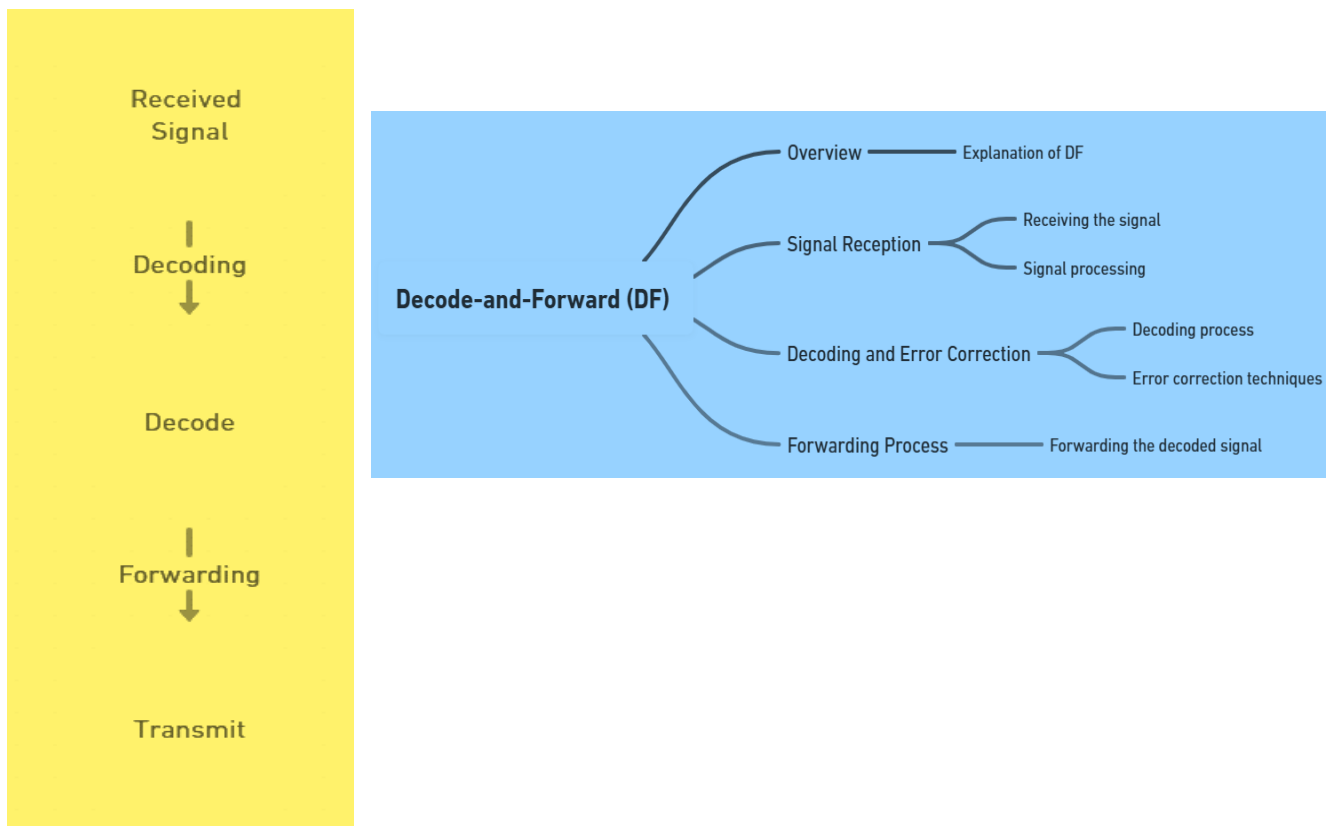 Received
Signal
Decoding
Decode
Forwarding
Transmit
Decode-and-Forward (DF)
Overview
Explanation of DF
Signal Reception
Receiving the signal
Signal processing
Decoding and Error Correction
Decoding process
Error correction techniques
Forwarding Process
Forwarding the decoded signal